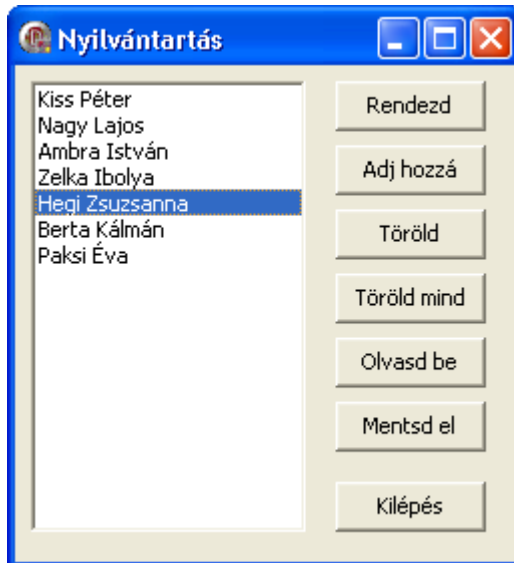 Nyilvántartás
Kiss Péter
Nagy Lajos
Ambra István
Zelka Ibolya
Hegi Zsuzsanna
Berta Kálmán
Paksi Éva
Rendezd
Adj hozzá
Töröld
Töröld mind
Olvasd be
Mentsd el
Kilépés